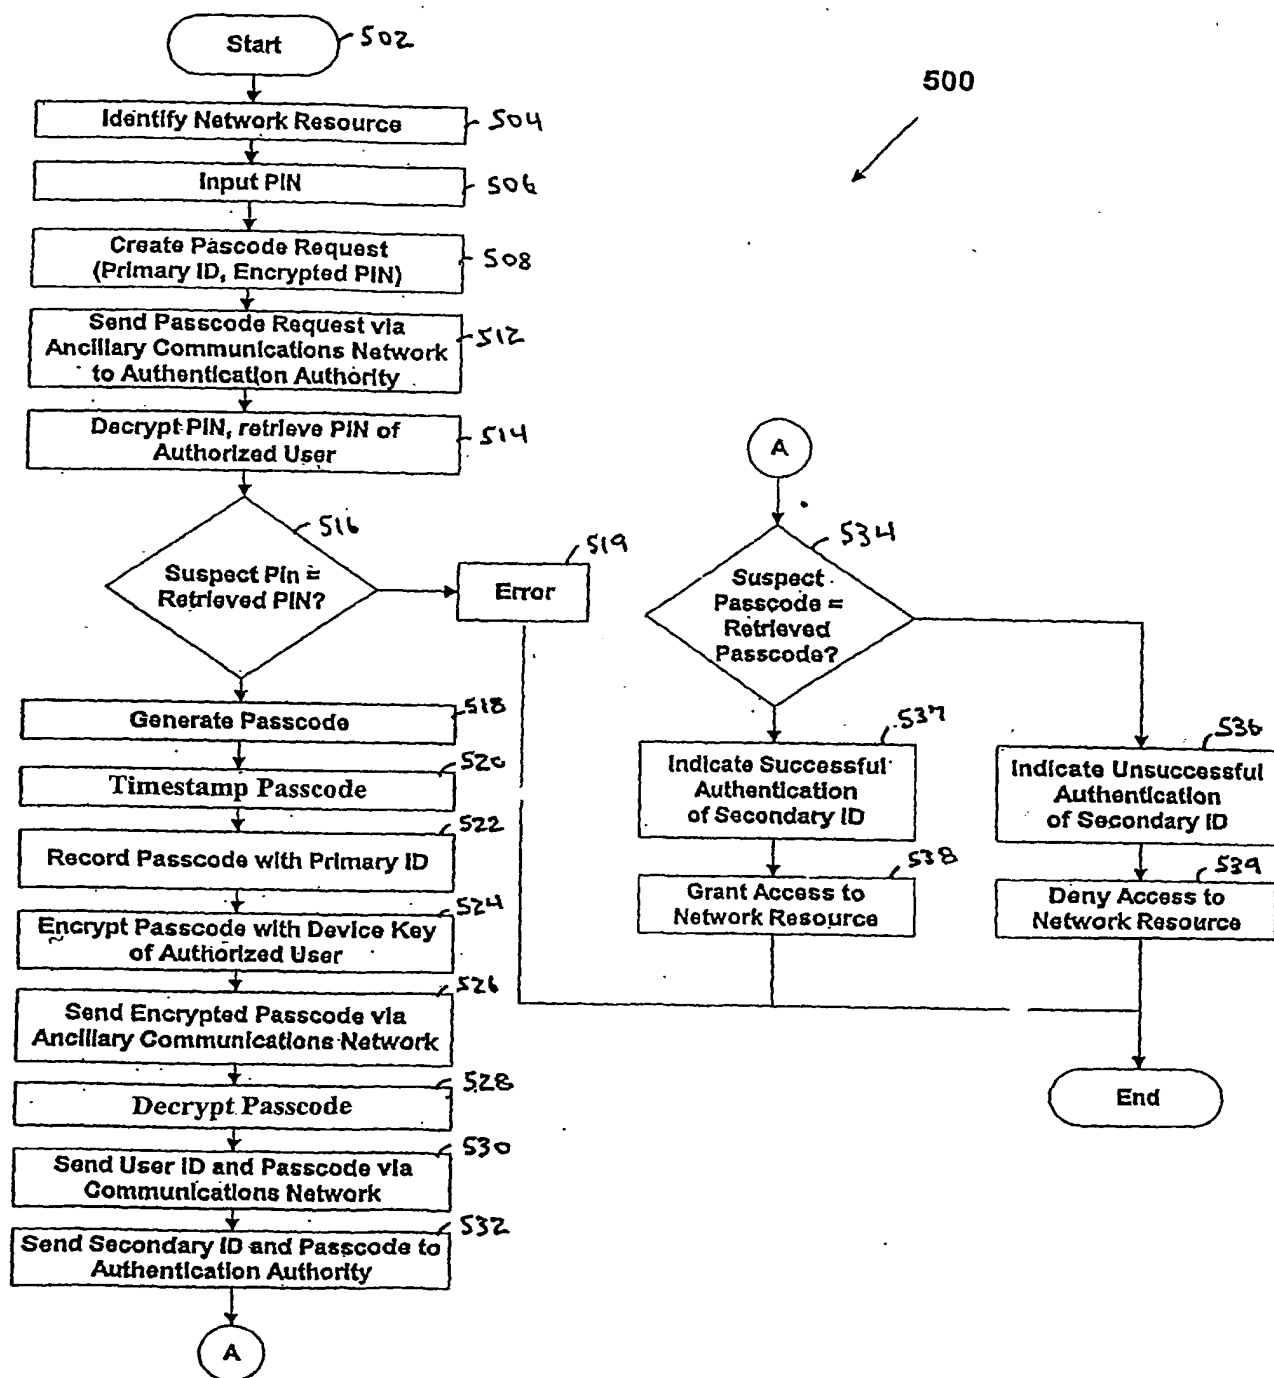 Start
502
500
Identify Network Resource
504
Input PIN
506
Create Passcode Request
(Primary ID, Encrypted PIN)
508
Send Passcode Request via
Ancillary Communications Network
to Authentication Authority
512
Decrypt PIN, retrieve PIN of
Authorized User
514
Suspect Pin =
Retrieved PIN?
516
Error
519
Generate Passcode
518
Timestamp Passcode
520
Record Passcode with Primary ID
522
Encrypt Passcode with Device Key
of Authorized User
524
Send Encrypted Passcode via
Ancillary Communications Network
526
Decrypt Passcode
528
Send User ID and Passcode via
Communications Network
530
Send Secondary ID and Passcode to
Authentication Authority
532
A
A
Suspect
Passcode =
Retrieved
Passcode?
534
Indicate Successful
Authentication
of Secondary ID
537
Indicate Unsuccessful
Authentication
of Secondary ID
536
Grant Access to
Network Resource
538
Deny Access to
Network Resource
539
End